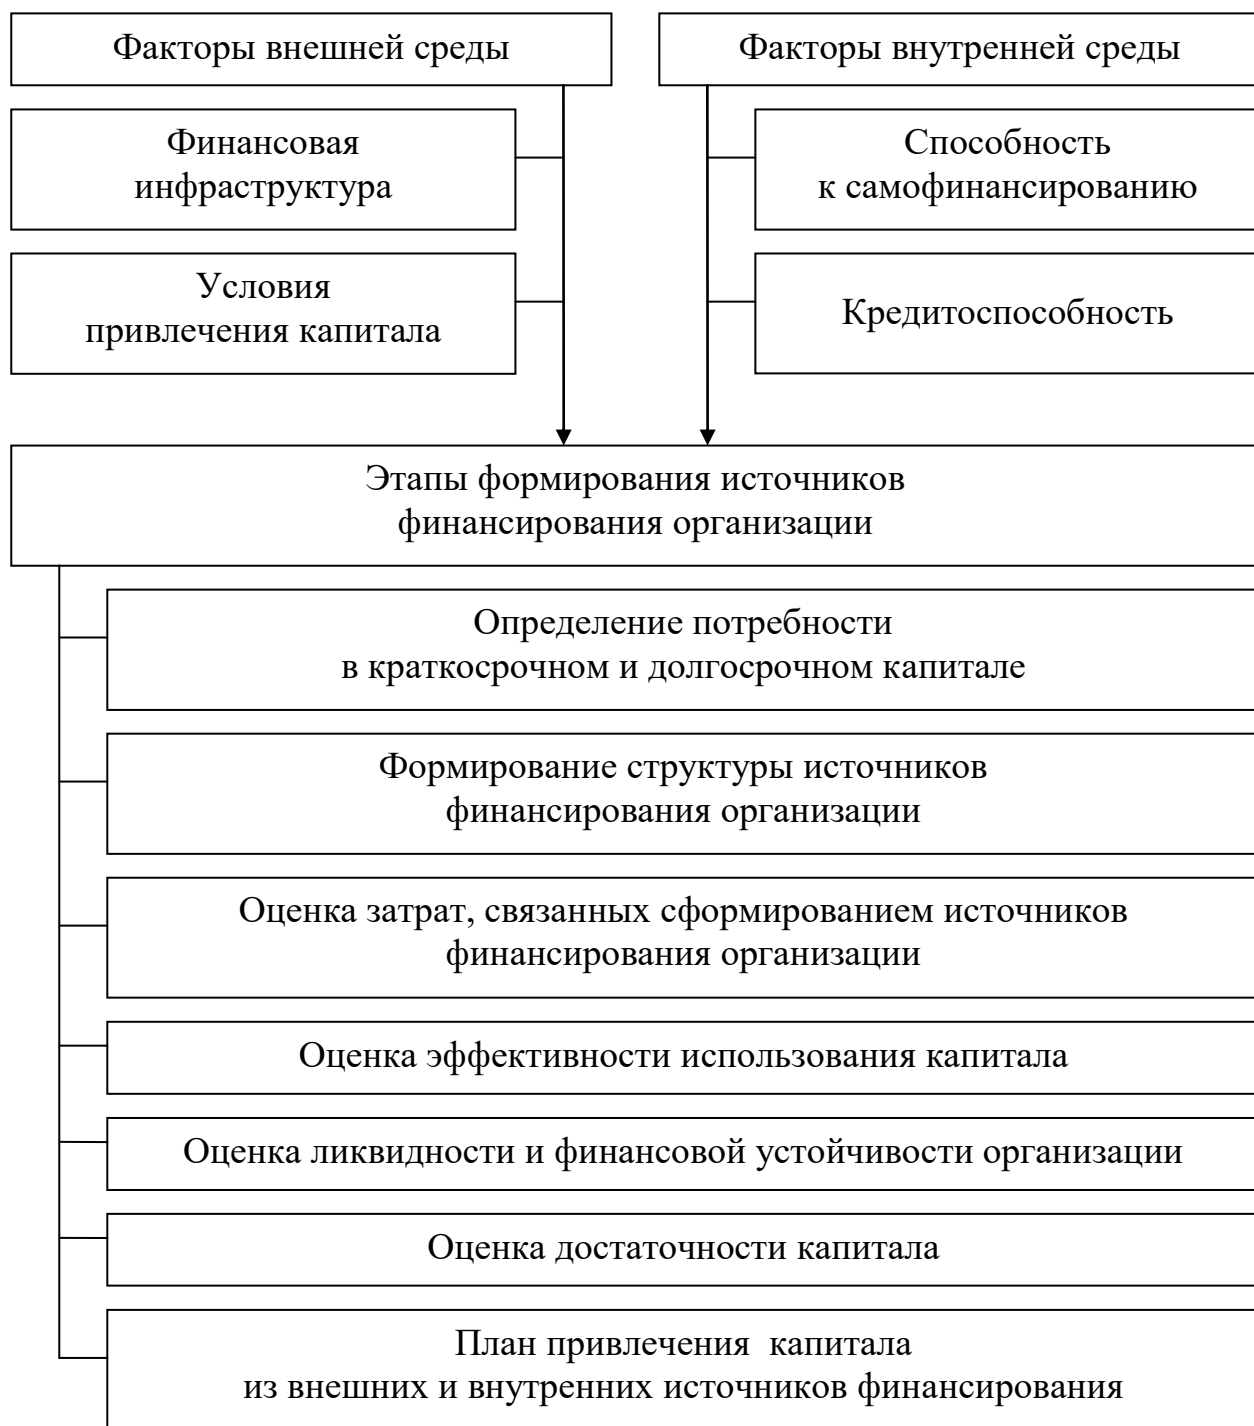 Факторы внешней среды
Факторы внутренней среды
Финансовая
инфраструктура
Способность
к самофинансированию
Условия
привлечения капитала
Кредитоспособность
Этапы формирования источников
финансирования организации
Определение потребности
в краткосрочном и долгосрочном капитале
Формирование структуры источников
финансирования организации
Оценка затрат, связанных сформированием источников
финансирования организации
Оценка эффективности использования капитала
Оценка ликвидности и финансовой устойчивости организации
Оценка достаточности капитала
План привлечения  капитала
из внешних и внутренних источников финансирования